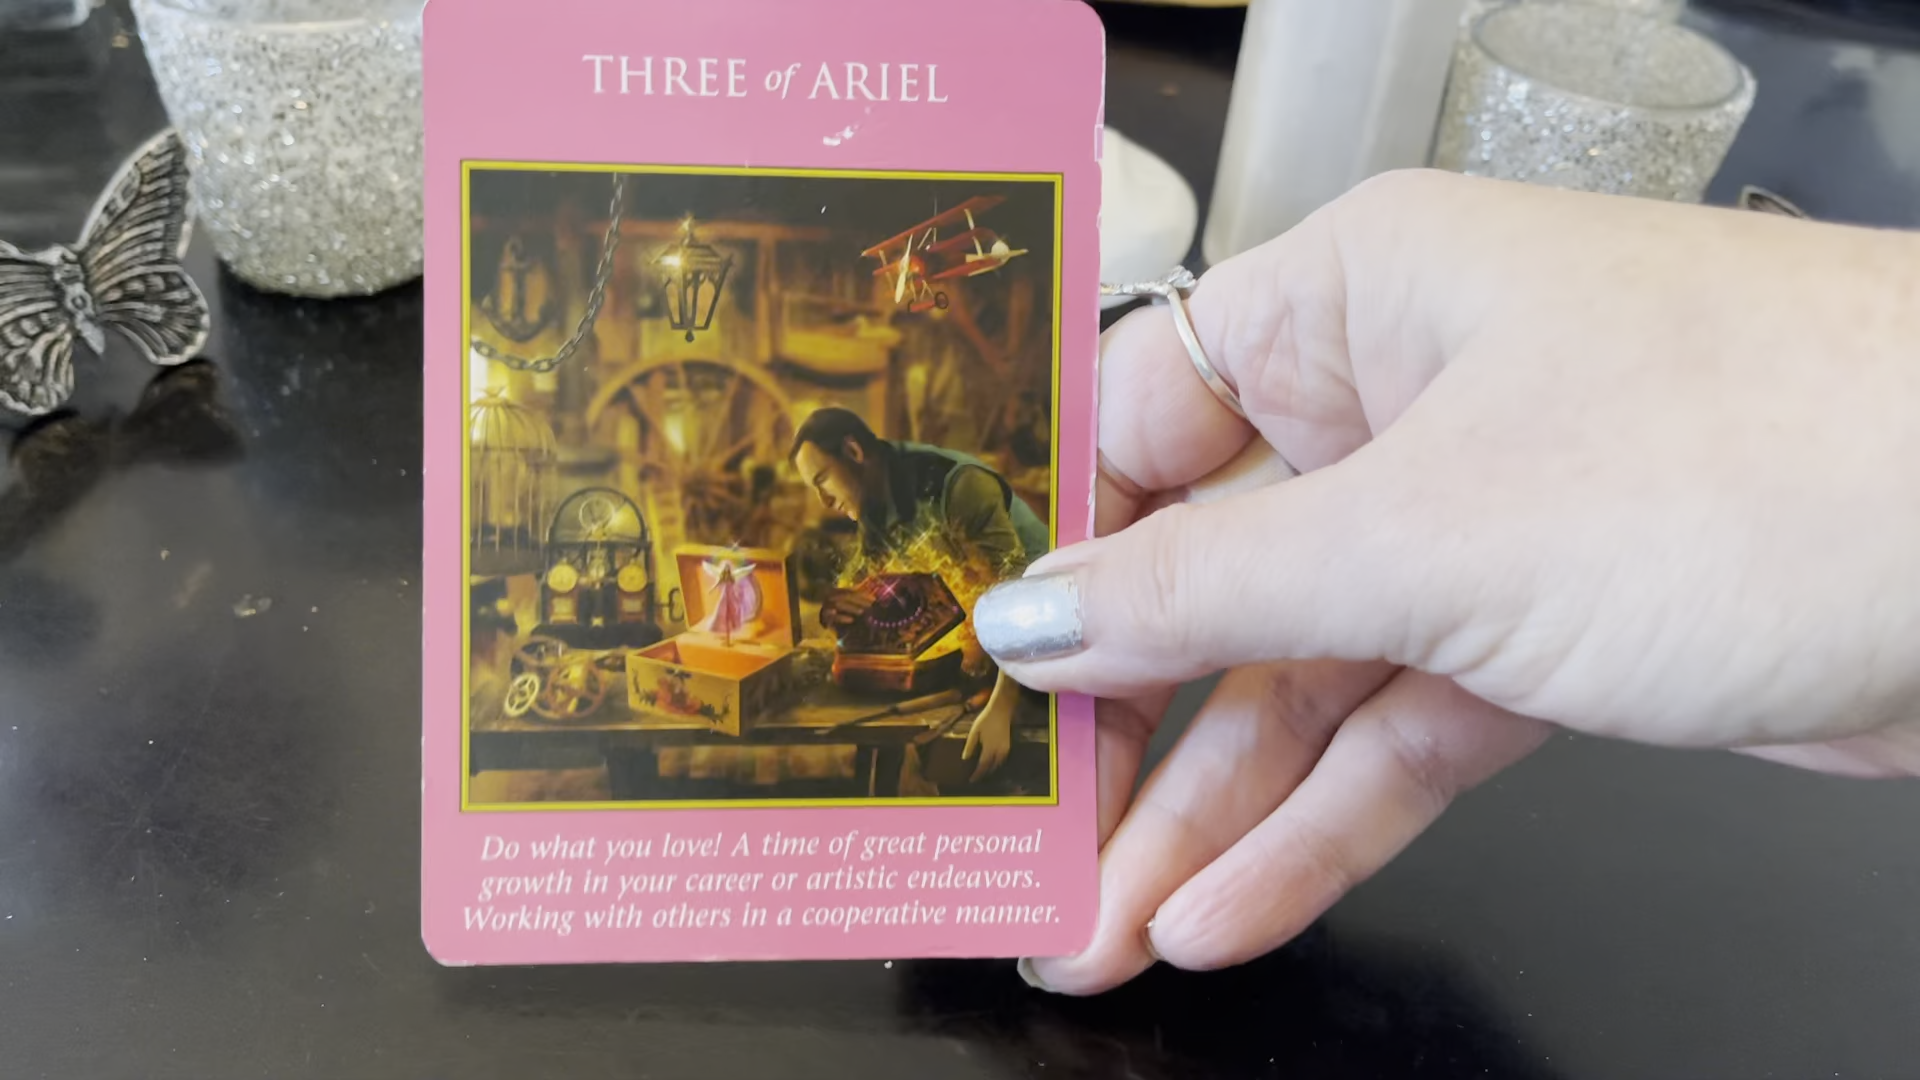 THREE of ARIEL
Do what you love! A time of great personal
growth in your career or artistic endeavors.
Working with others in a cooperative manner.